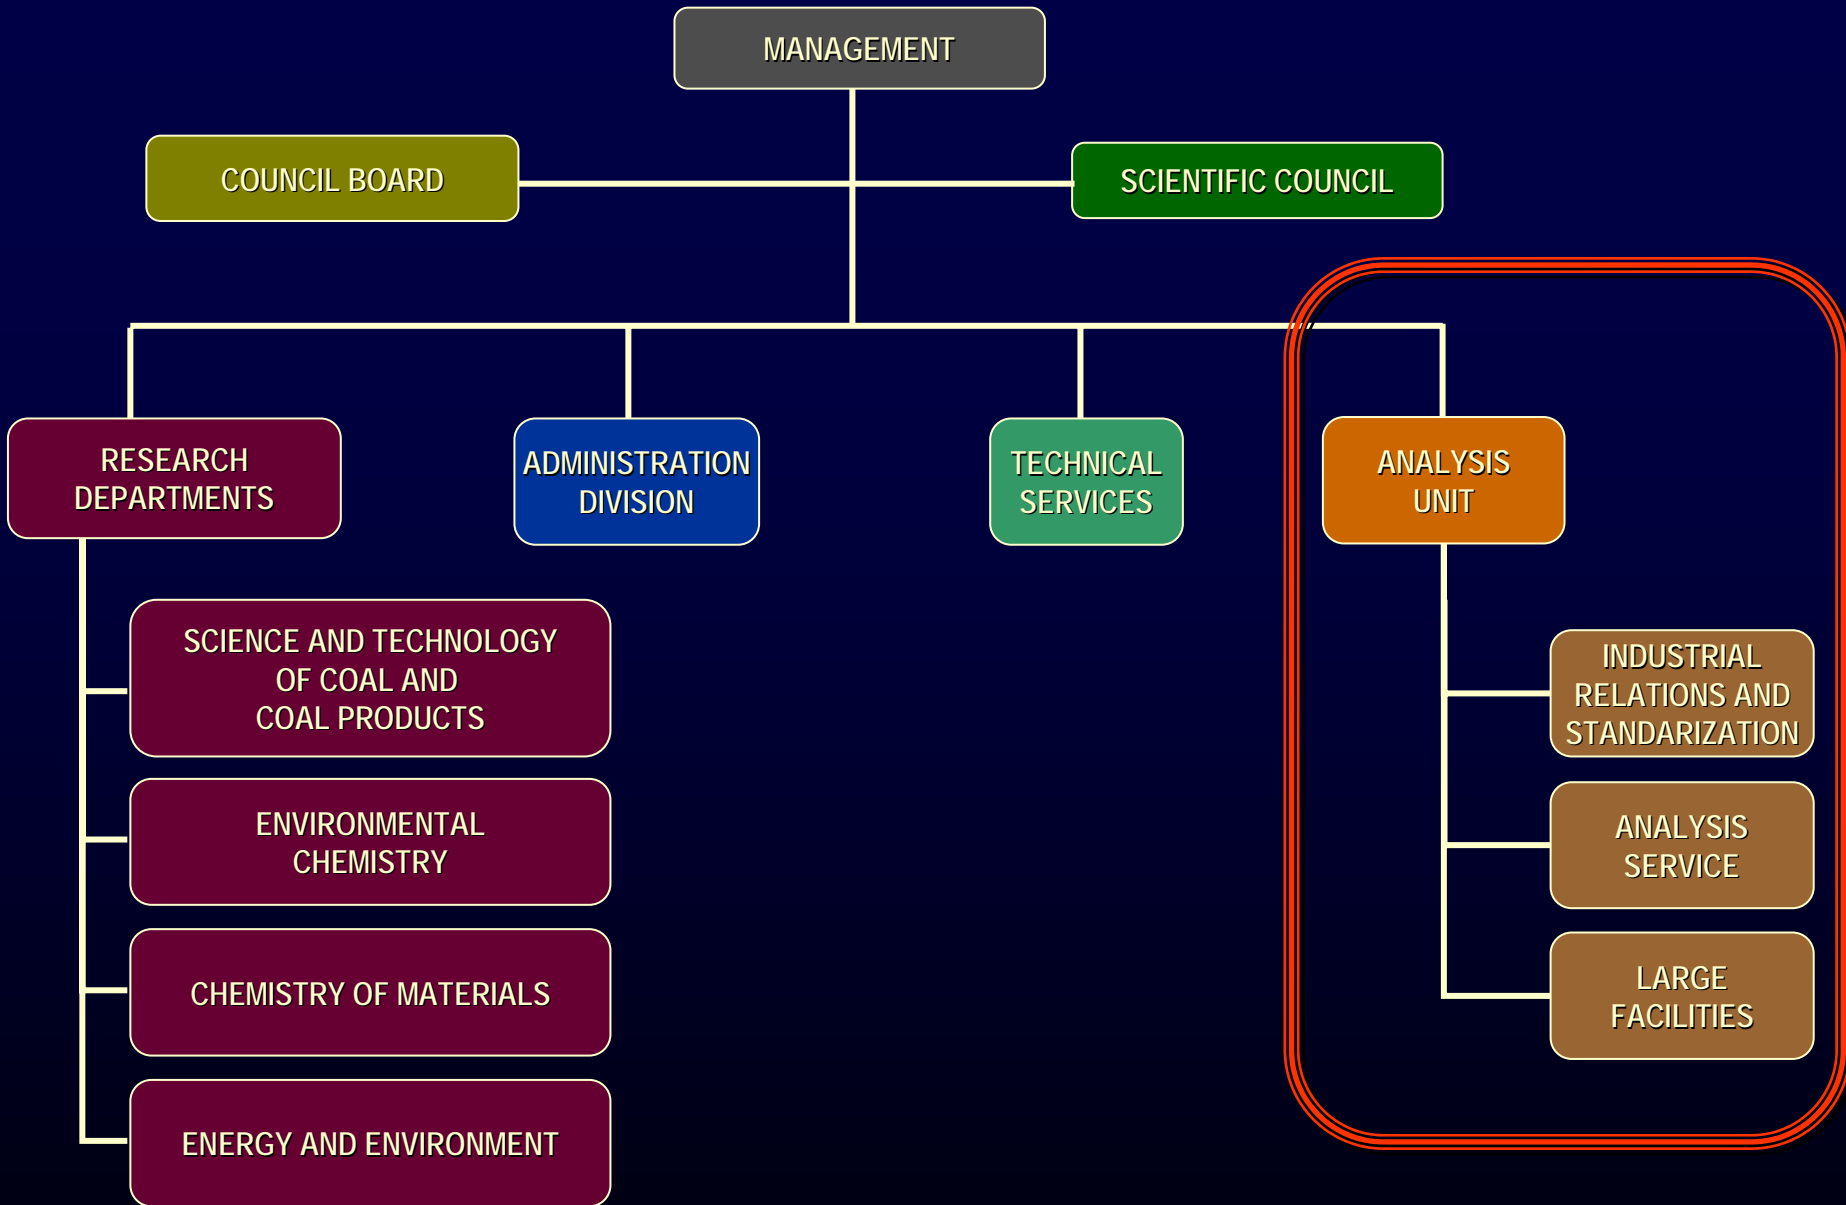 MANAGEMENT
COUNCIL BOARD
SCIENTIFIC COUNCIL
RESEARCH
DEPARTMENTS
ADMINISTRATION
DIVISION
TECHNICAL
SERVICES
ANALYSIS
UNIT
SCIENCE AND TECHNOLOGY
OF COAL AND
COAL PRODUCTS
ENVIRONMENTAL
CHEMISTRY
CHEMISTRY OF MATERIALS
ENERGY AND ENVIRONMENT
INDUSTRIAL
RELATIONS AND
STANDARIZATION
ANALYSIS
SERVICE
LARGE
FACILITIES